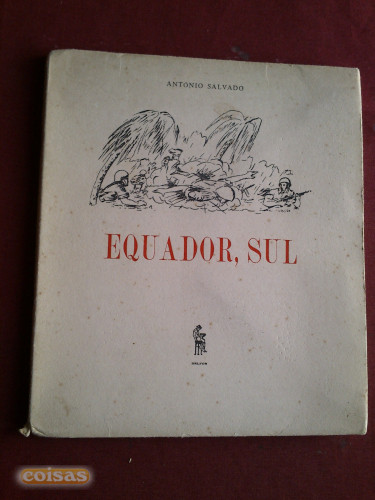 ANTONIO SALVADO
EQUADOR, SUL
coisas